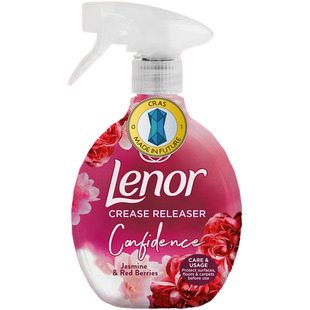 CRAS
MADE IN FUTURE
Lenor
CREASE RELEASER
Confidence
Jasmine
& Red Berries
CARE &
USAGE
Protect surfaces,
floors & carpets
before use